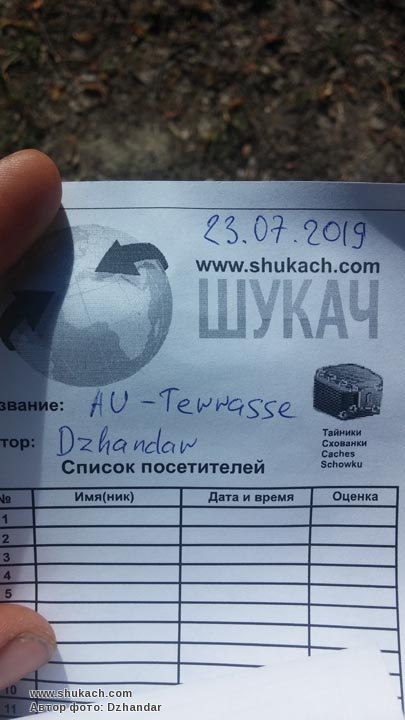 23.07.2019
www.shukach.com
ШУКАЧ
звание: AU-Terrasse
тор: Dzhandar
Тайники
Схованки
Caches
Schowku
Список посетителей
№ Имя(ник) Дата и время Оценка
1
2
3
4
5
10
11
www.shukach.com
Автор фото: Dzhandar